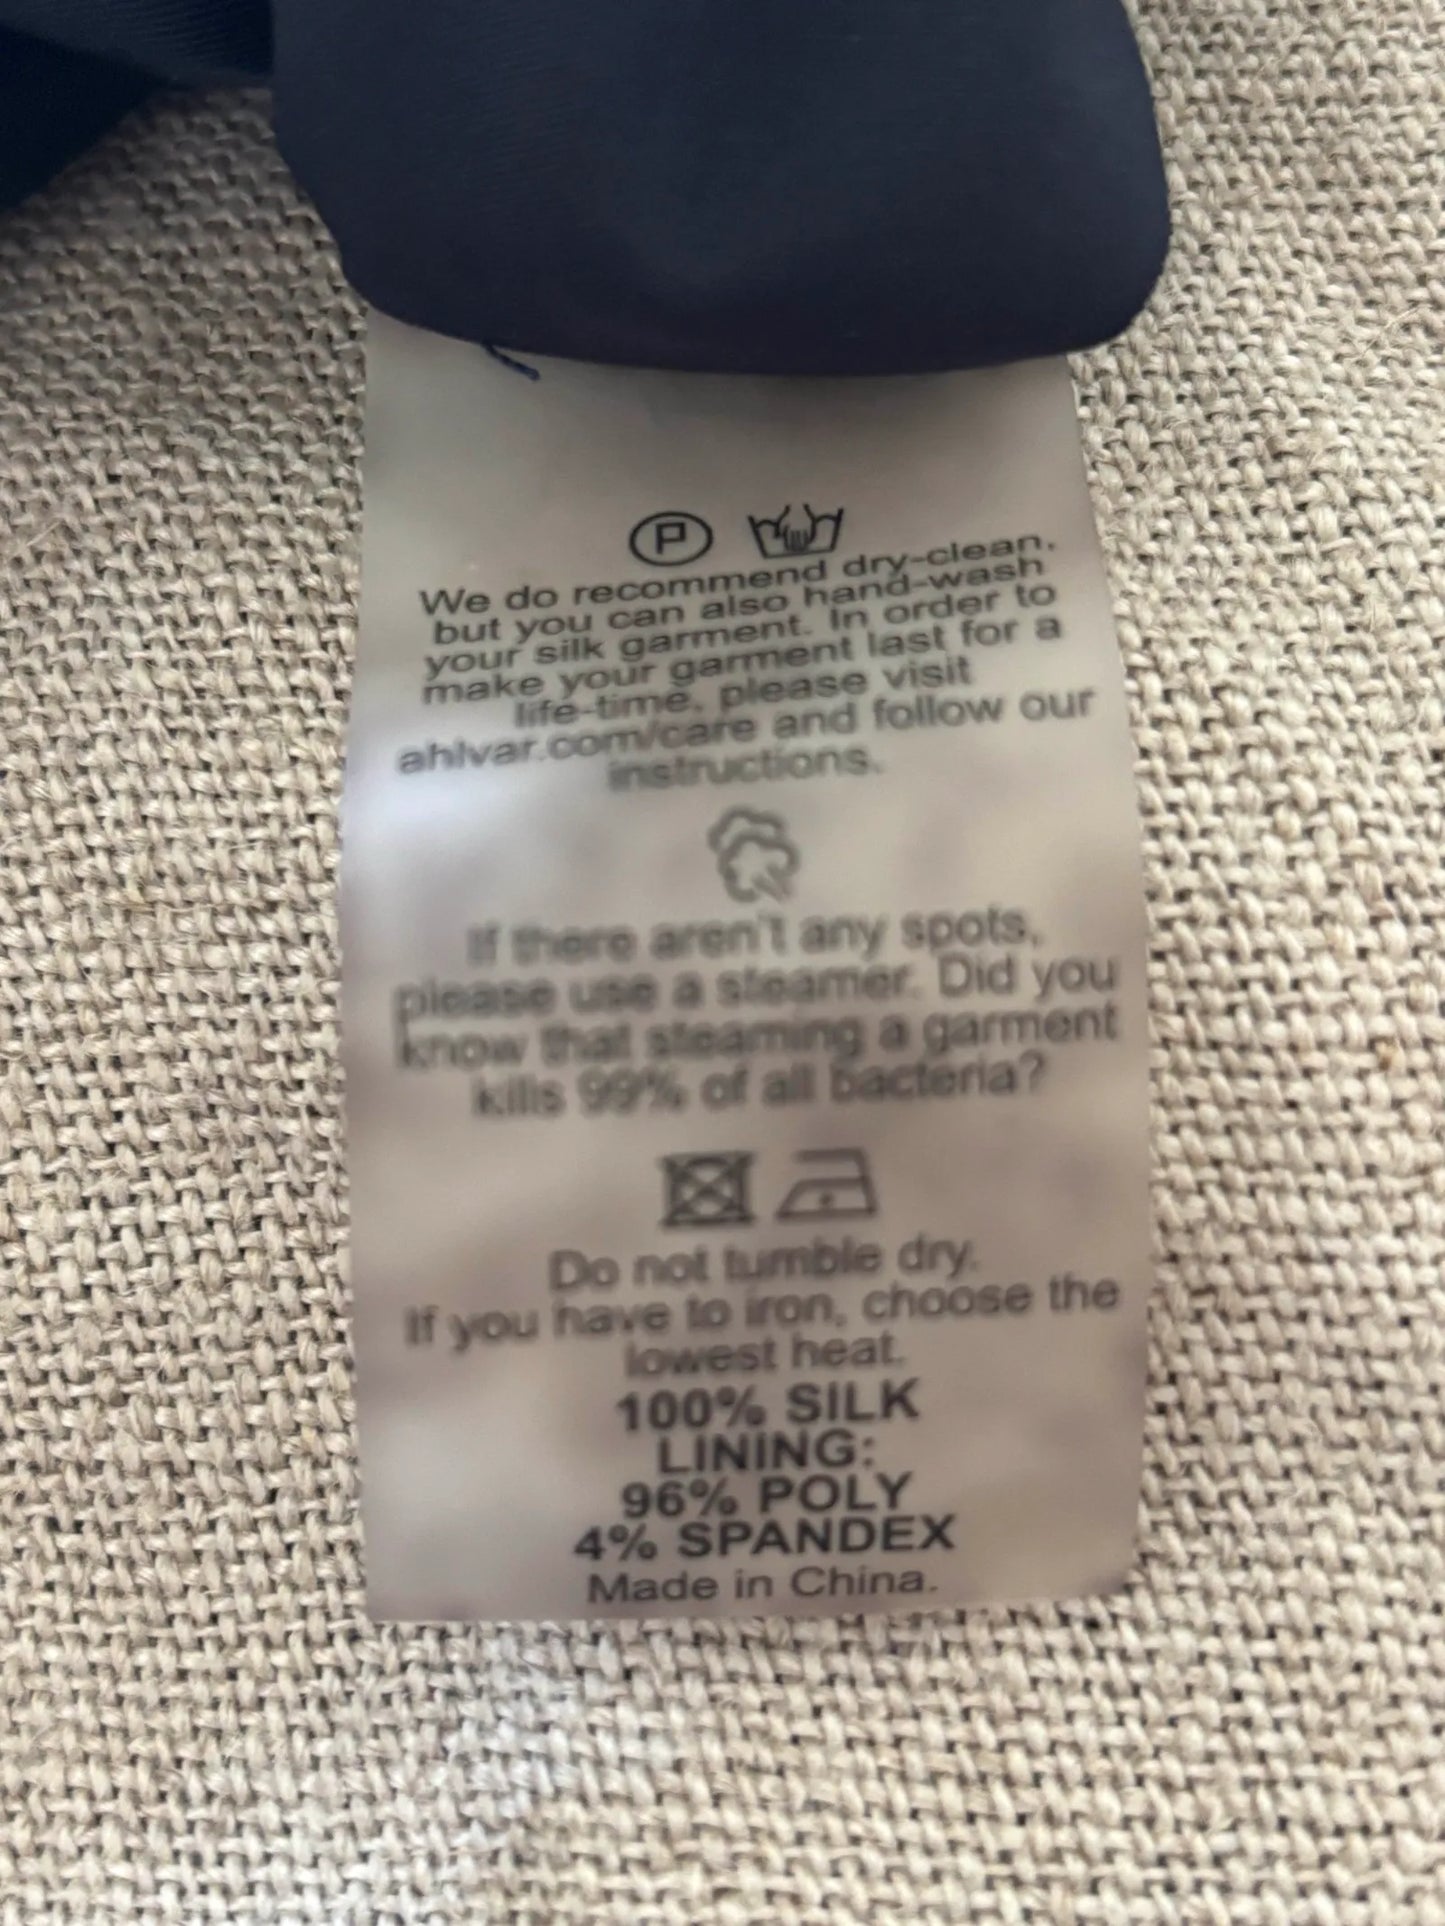 P
We do recommend dry-clean,
but you can also hand-wash
your silk garment. In order to
make your garment last for a
life-time, please visit
ahlvar.com/care and follow our
instructions.
If there aren't any spots,
please use a steamer. Did you
know that steaming a garment
kills 99% of all bacteria?
Do not tumble dry.
If you have to iron, choose the
lowest heat.
100% SILK
LINING:
96% POLY
4% SPANDEX
Made in China.